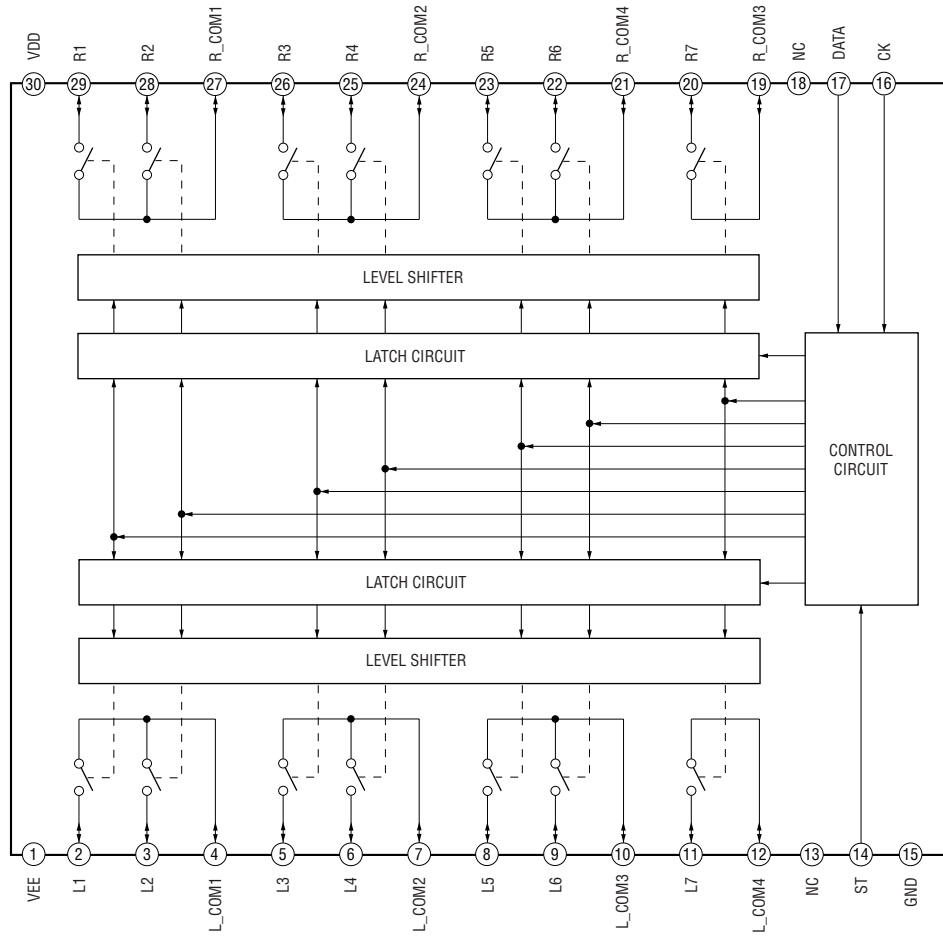 VDD R1 R2 R_COM1 R3 R4 R_COM2 R5 R6 R_COM4 R7 R_COM3 NC DATA CK
30 29 28 27 26 25 24 23 22 21 20 19 18 17 16
LEVEL SHIFTER
LATCH CIRCUIT
CONTROL
CIRCUIT
LATCH CIRCUIT
LEVEL SHIFTER
1 2 3 4 5 6 7 8 9 10 11 12 13 14 15
VEE L1 L2 L_COM1 L3 L4 L_COM2 L5 L6 L_COM3 L7 L_COM4 NC ST GND